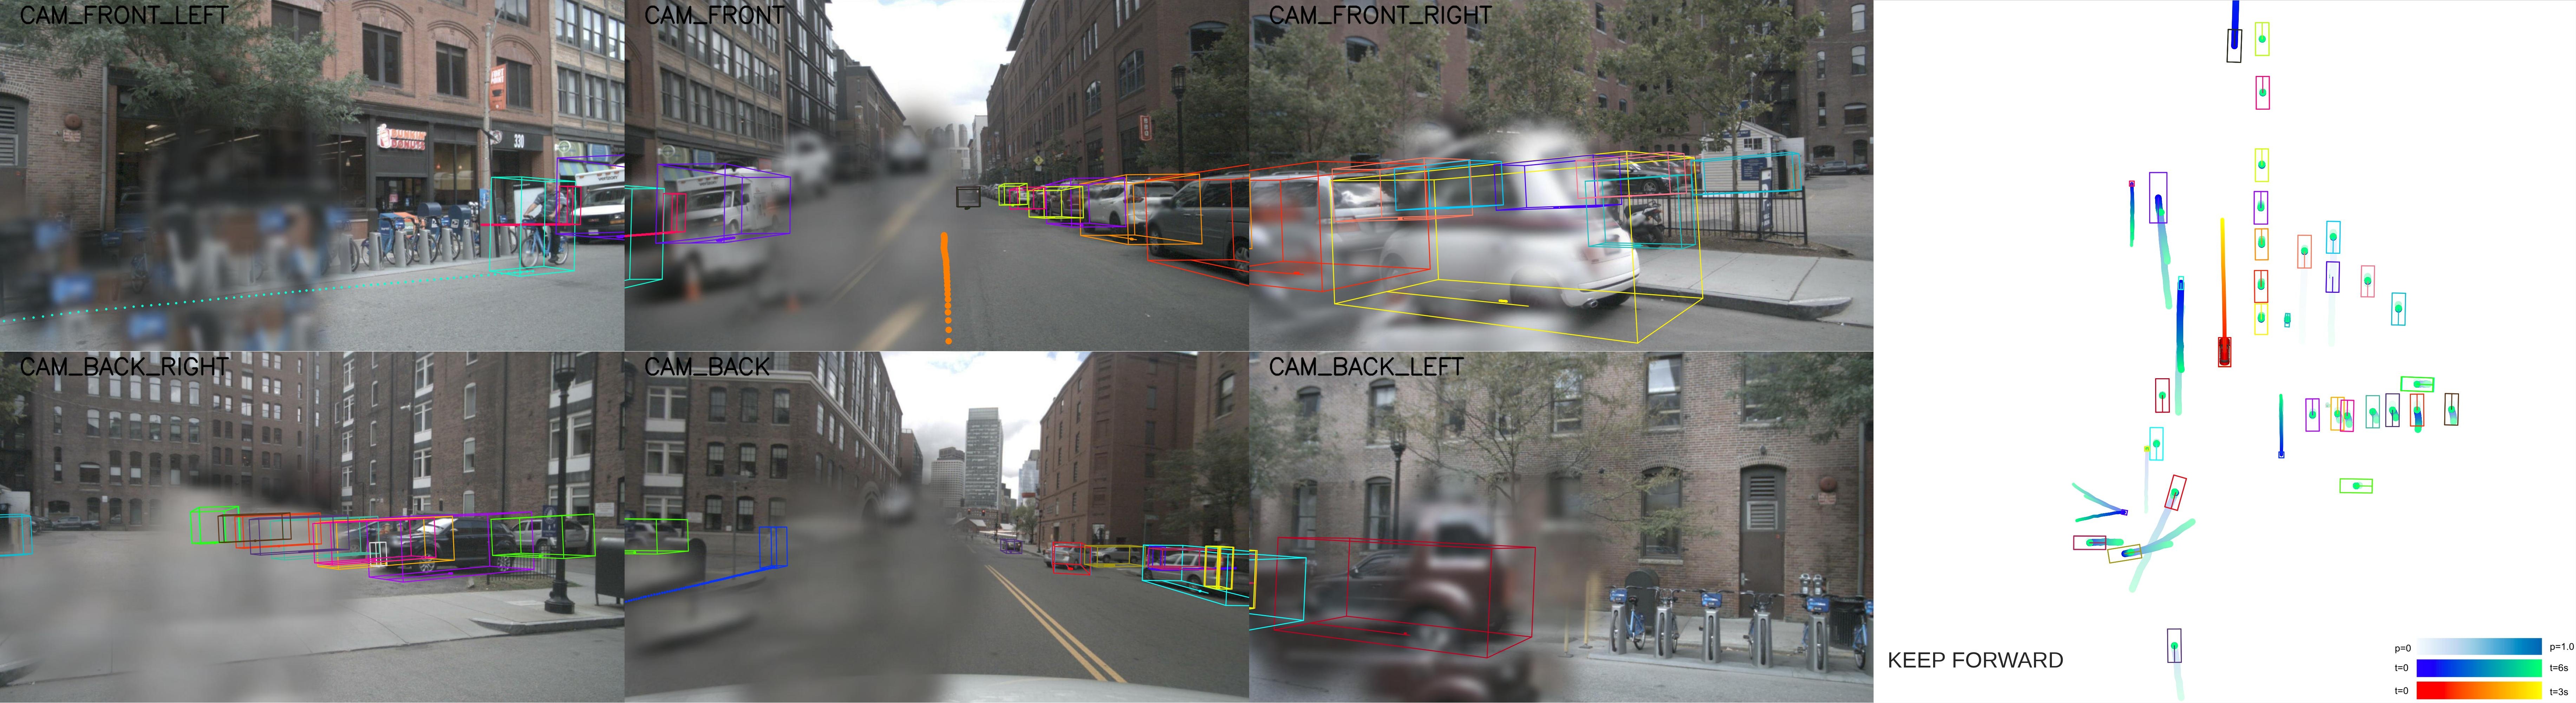 CAM_FRONT_LEFT
CAM_FRONT
CAM_FRONT_RIGHT
DUNKIN'
DONUTS
330
CAM_BACK_RIGHT
CAM_BACK
CAM_BACK_LEFT
KEEP FORWARD
p=0
p=1.0
t=0
t=6s
t=0
t=3s